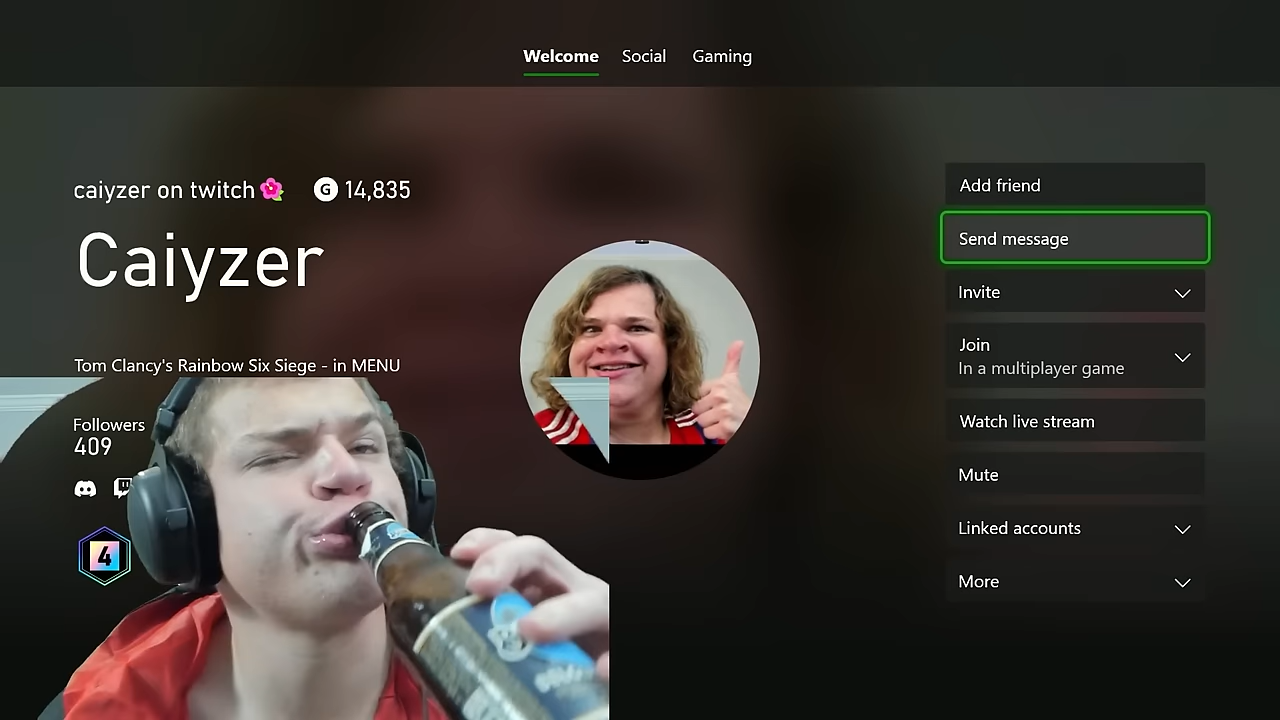 Welcome Social Gaming
caiyzer on twitch🌺 G 14,835
Caiyzer
Tom Clancy's Rainbow Six Siege - in MENU
Followers
409
4
Add friend
Send message
Invite
Join
In a multiplayer game
Watch live stream
Mute
Linked accounts
More